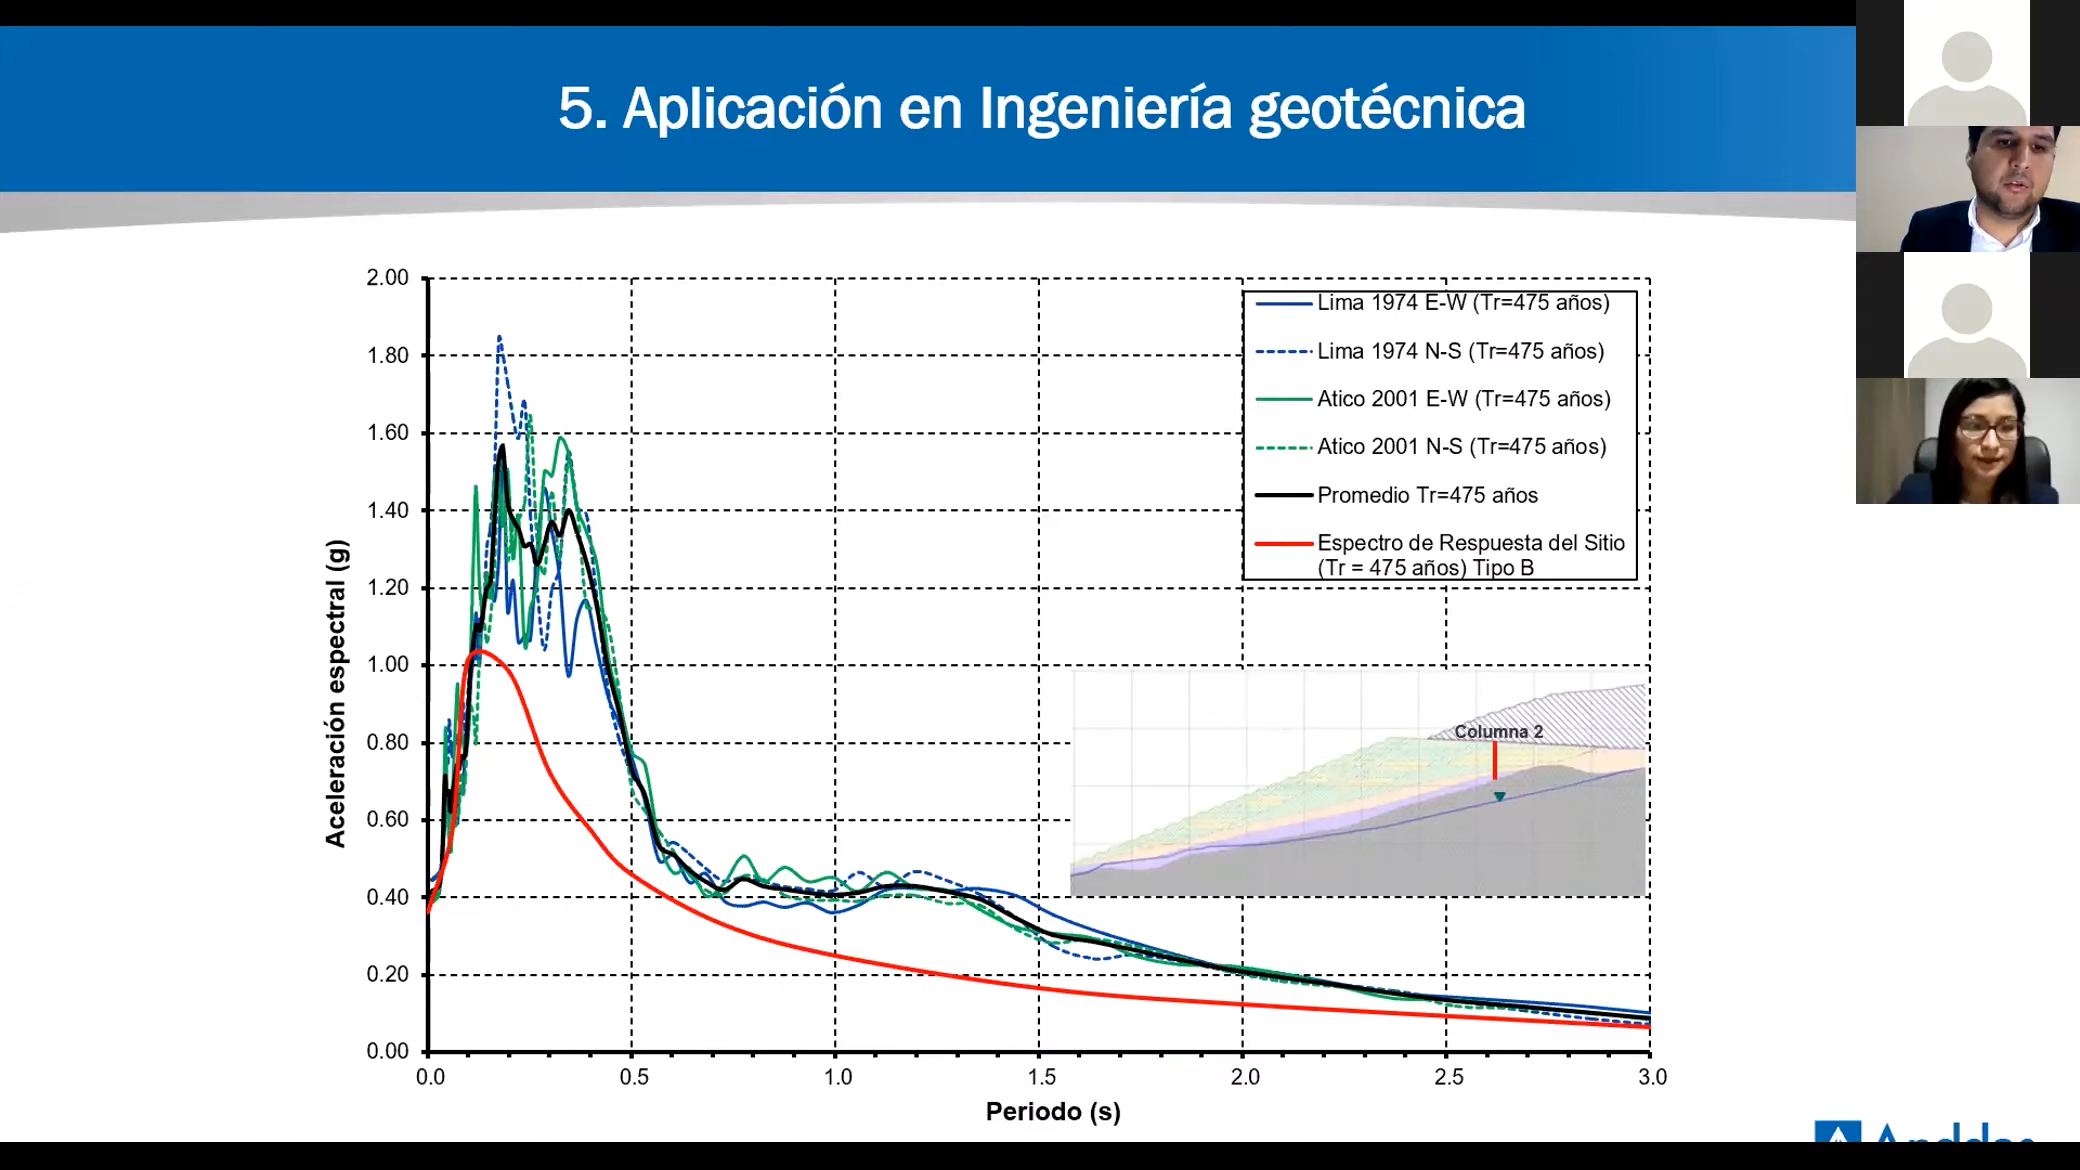 5. Aplicación en Ingeniería geotécnica
2.00
1.80
1.60
1.40
1.20
1.00
0.80
0.60
0.40
0.20
0.00
Aceleración espectral (g)
Lima 1974 E-W (Tr=475 años)
Lima 1974 N-S (Tr=475 años)
Atico 2001 E-W (Tr=475 años)
Atico 2001 N-S (Tr=475 años)
Promedio Tr=475 años
Espectro de Respuesta del Sitio
(Tr = 475 años) Tipo B
Columna 2
0.0 0.5 1.0 1.5 2.0 2.5 3.0
Periodo (s)